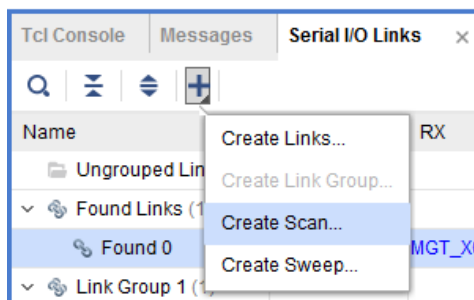 Tcl Console Messages Serial I/O Links ×
Name RX
Create Links...
Ungrouped Lin
Create Link Group...
Found Links (1
Create Scan...
Found 0 MGT_X
Create Sweep...
Link Group 1 (1)